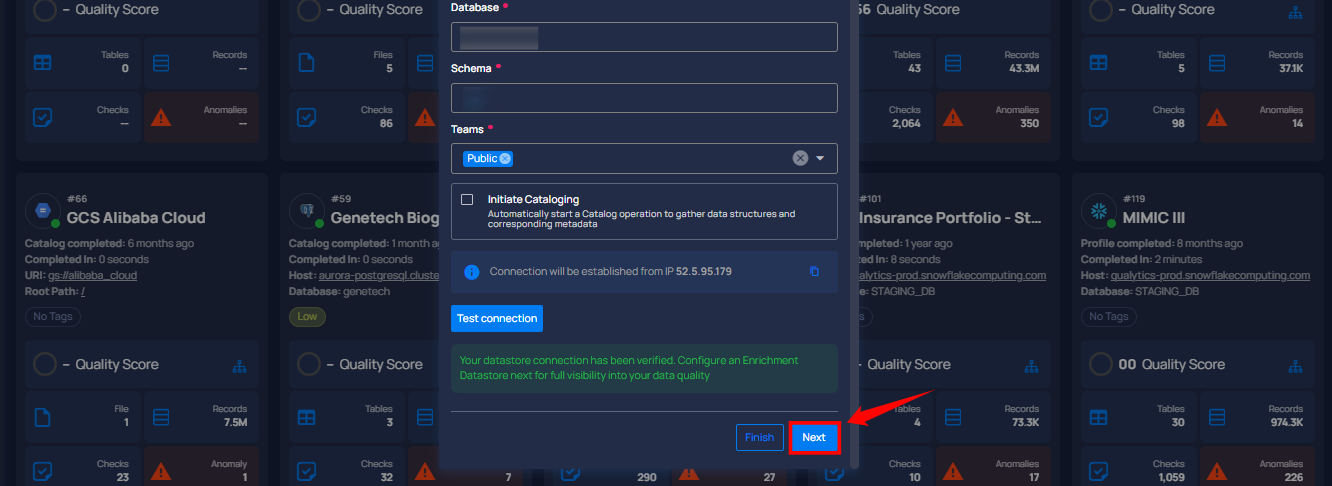 – Quality Score
Tables
0
Records
--
Checks
--
Anomalies
--
– Quality Score
Files
5
Checks
86
Database *
Schema *
Teams *
Public
Initiate Cataloging
Automatically start a Catalog operation to gather data structures and
corresponding metadata
Connection will be established from IP 52.5.95.179
Test connection
Your datastore connection has been verified. Configure an Enrichment
Datastore next for full visibility into your data quality
Finish
Next
56 Quality Score
Tables
43
Records
43.3M
Checks
2,064
Anomalies
350
– Quality Score
Tables
5
Records
37.1K
Checks
98
Anomalies
14
#66
GCS Alibaba Cloud
Catalog completed: 6 months ago
Completed In: 0 seconds
URI: gs://alibaba_cloud
Root Path: /
No Tags
– Quality Score
File
1
Records
7.5M
Checks
23
Anomaly
1
#59
Genetech Biog
Catalog completed: 1 month ag
Completed In: 0 seconds
Host: aurora-postgresql.cluste
Database: genetech
Low
– Quality Score
Tables
3
Checks
32
7
290
27
#101
Insurance Portfolio - St...
mpleted: 1 year ago
In: 8 seconds
ualytics-prod.snowflakecomputing.com
e: STAGING_DB
s
– Quality Score
Tables
4
Records
73.3K
Checks
10
Anomalies
17
#119
MIMIC III
Profile completed: 8 months ago
Completed In: 2 minutes
Host: qualytics-prod.snowflakecomputing.com
Database: STAGING_DB
No Tags
00 Quality Score
Tables
30
Records
974.3K
Checks
1,059
Anomalies
226